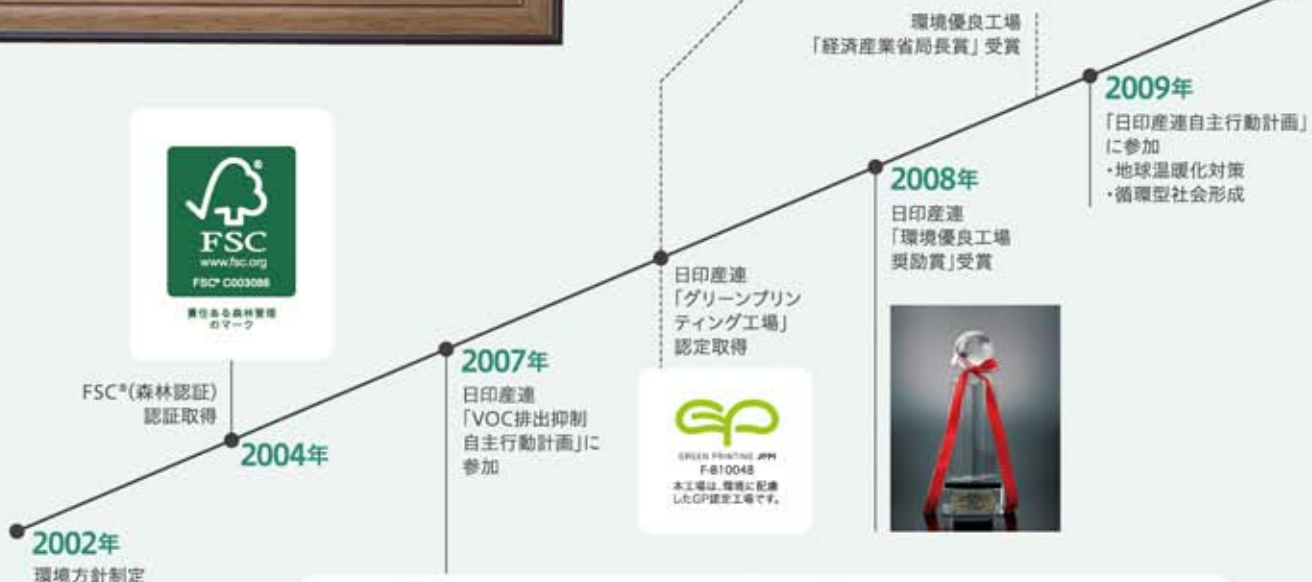 環境優良工場
「経済産業省局長賞」受賞
2009年
「日印産連自主行動計画」
に参加
・地球温暖化対策
・循環型社会形成
2008年
日印産連
「環境優良工場
奨励賞」受賞
日印産連
「グリーンプリン
ティング工場」
認定取得
GP
GREEN PRINTING JFPI
F-B10048
本工場は、環境に配慮
したGP認定工場です。
2007年
日印産連
「VOC排出抑制
自主行動計画」に
参加
FSC
www.fsc.org
FSC® C003086
責任ある森林管理
のマーク
FSC®(森林認証)
認証取得
2004年
2002年
環境方針制定